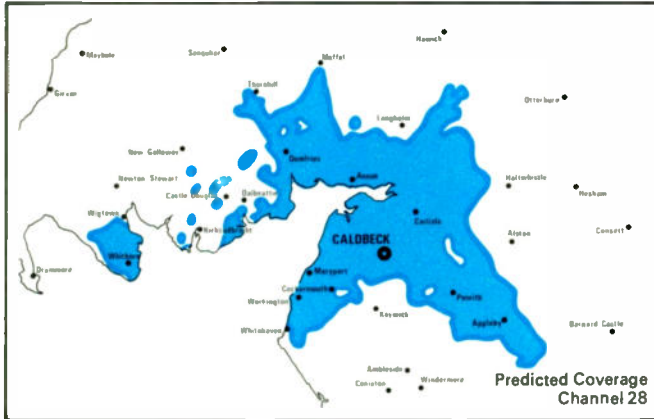 Hawick
Maybole
Sanquhar
Moffat
Thornhill
Girvan
Otterburn
Langholm
New Galloway
Dumfries
Annan
Newton Stewart
Haltwhistle
Hexham
Castle Douglas
Dalbeattie
Wigtown
Carlisle
Kirkcudbright
Consett
CALDBECK
Alston
Whithorn
Drummore
Maryport
Cockermouth
Penrith
Workington
Keswick
Appleby
Whitehaven
Barnard Castle
Ambleside
Coniston
Windermere
Predicted Coverage
Channel 28